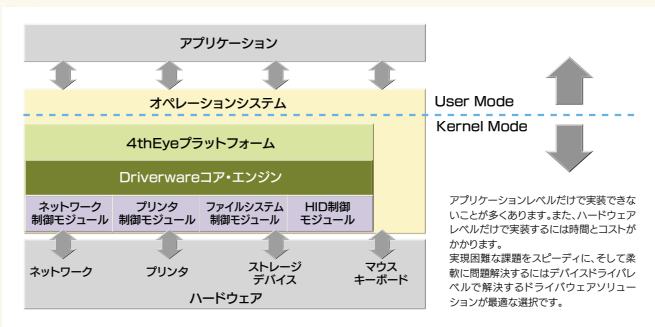 アプリケーション
オペレーションシステム
User Mode
Kernel Mode
4thEyeプラットフォーム
Driverwareコア・エンジン
ネットワーク
制御モジュール
プリンタ
制御モジュール
ファイルシステム
制御モジュール
HID制御
モジュール
ネットワーク
プリンタ
ストレージ
デバイス
マウス
キーボード
ハードウェア
アプリケーションレベルだけで実装できな
いことが多くあります。また、ハードウェア
レベルだけで実装するには時間とコストが
かかります。
実現困難な課題をスピーディに、そして柔
軟に問題解決するにはデバイスドライバレ
ベルで解決するドライバウェアソリュー
ションが最適な選択です。